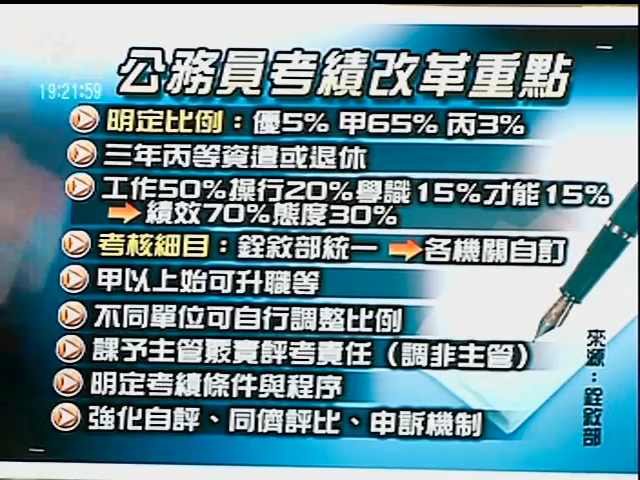 公務員考績改革重點
19:21:59
明定比例：優5% 甲65% 丙3%
三年丙等資遣或退休
工作50%操行20%學識15%才能15%
➡績效70%態度30%
考核細目：銓敘部統一 ➡各機關自訂
甲以上始可升職等
不同單位可自行調整比例
課予主管覈實評考責任（調非主管）
明定考績條件與程序
強化自評、同儕評比、申訴機制
來源：銓敘部